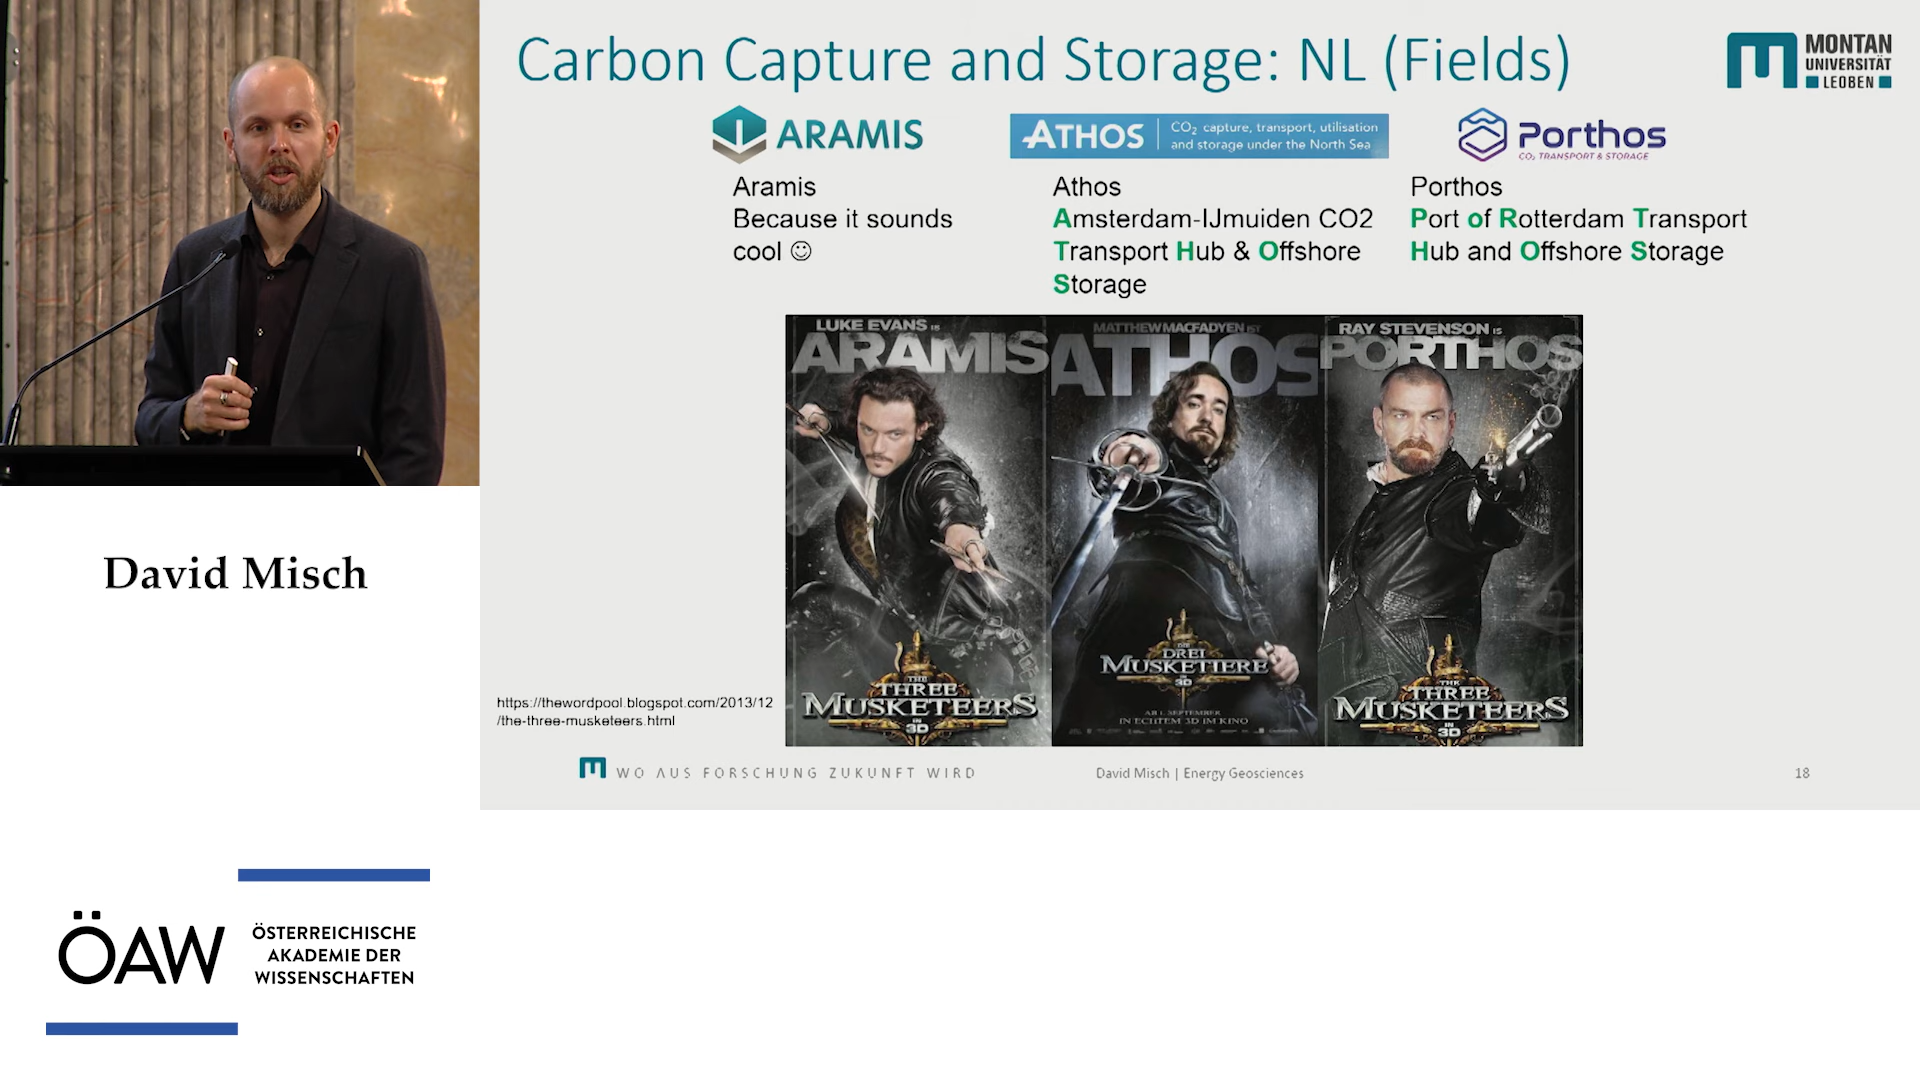 Carbon Capture and Storage: NL (Fields)
MONTAN
UNIVERSITÄT
LEOBEN
ARAMIS
ATHOS
CO2 capture, transport, utilisation
and storage under the North Sea
Porthos
CO2 TRANSPORT & STORAGE
Aramis
Because it sounds
cool ☺
Athos
Amsterdam-IJmuiden CO2
Transport Hub & Offshore
Storage
Porthos
Port of Rotterdam Transport
Hub and Offshore Storage
LUKE EVANS IS
ARAMIS
THE
THREE
MUSKETEERS
IN
3D
MATTHEW MACFADYEN IST
ATHOS
DIE
DREI
MUSKETIERE
IN
3D
AB 1. SEPTEMBER
IN ECHTEM 3D IM KINO
RAY STEVENSON IS
PORTHOS
THE
THREE
MUSKETEERS
IN
3D
https://thewordpool.blogspot.com/2013/12
/the-three-musketeers.html
WO AUS FORSCHUNG ZUKUNFT WIRD
David Misch | Energy Geosciences
18
David Misch
ÖAW
ÖSTERREICHISCHE
AKADEMIE DER
WISSENSCHAFTEN